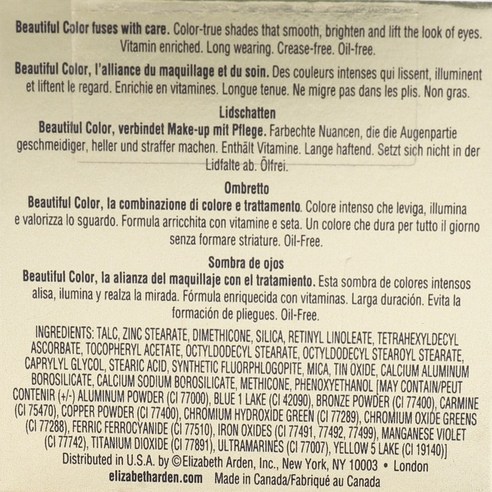 Beautiful Color fuses with care. Color-true shades that smooth, brighten and lift the look of eyes.
Vitamin enriched. Long wearing. Crease-free. Oil-free.
Beautiful Color, l'alliance du maquillage et du soin. Des couleurs intenses qui lissent, illuminent
et liftent le regard. Enrichie en vitamines. Longue tenue. Ne migre pas dans les plis. Non gras.
Lidschatten
Beautiful Color, verbindet Make-up mit Pflege. Farbechte Nuancen, die die Augenpartie
geschmeidiger, heller und straffer machen. Enthält Vitamine. Lange haftend. Setzt sich nicht in der
Lidfalte ab. Ölfrei.
Ombretto
Beautiful Color, la combinazione di colore e trattamento. Colore intenso che leviga, illumina
e valorizza lo sguardo. Formula arricchita con vitamine e seta. Un colore che dura per tutto il giorno
senza formare striature. Oil-Free.
Sombra de ojos
Beautiful Color, la alianza del maquillaje con el tratamiento. Esta sombra de colores intensos
alisa, ilumina y realza la mirada. Fórmula enriquecida con vitaminas. Larga duración. Evita la
formación de pliegues. Oil-Free.
INGREDIENTS: TALC, ZINC STEARATE, DIMETHICONE, SILICA, RETINYL LINOLEATE, TETRAHEXYLDECYL
ASCORBATE, TOCOPHERYL ACETATE, OCTYLDODECYL STEARATE, OCTYLDODECYL STEAROYL STEARATE,
CAPRYLYL GLYCOL, STEARIC ACID, SYNTHETIC FLUORPHLOGOPITE, MICA, TIN OXIDE, CALCIUM ALUMINUM
BOROSILICATE, CALCIUM SODIUM BOROSILICATE, METHICONE, PHENOXYETHANOL [MAY CONTAIN/PEUT
CONTENIR (+/-) ALUMINUM POWDER (CI 77000), BLUE 1 LAKE (CI 42090), BRONZE POWDER (CI 77400), CARMINE
(CI 75470), COPPER POWDER (CI 77400), CHROMIUM HYDROXIDE GREEN (CI 77289), CHROMIUM OXIDE GREENS
(CI 77288), FERRIC FERROCYANIDE (CI 77510), IRON OXIDES (CI 77491, 77492, 77499), MANGANESE VIOLET
(CI 77742), TITANIUM DIOXIDE (CI 77891), ULTRAMARINES (CI 77007), YELLOW 5 LAKE (CI 19140)]
Distributed in U.S.A. by ©Elizabeth Arden, Inc., New York, NY 10003 • London
elizabetharden.com Made in Canada/Fabriqué au Canada